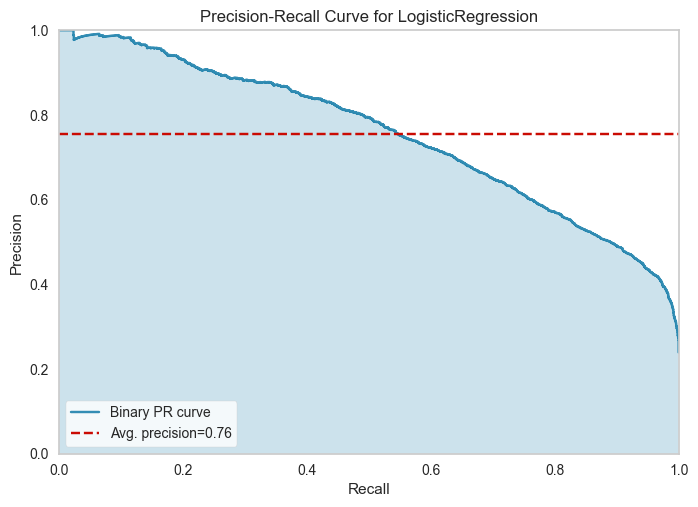 Precision-Recall Curve for LogisticRegression
1.0
0.8
0.6
0.4
0.2
0.0
Precision
Binary PR curve
Avg. precision=0.76
0.0 0.2 0.4 0.6 0.8 1.0
Recall